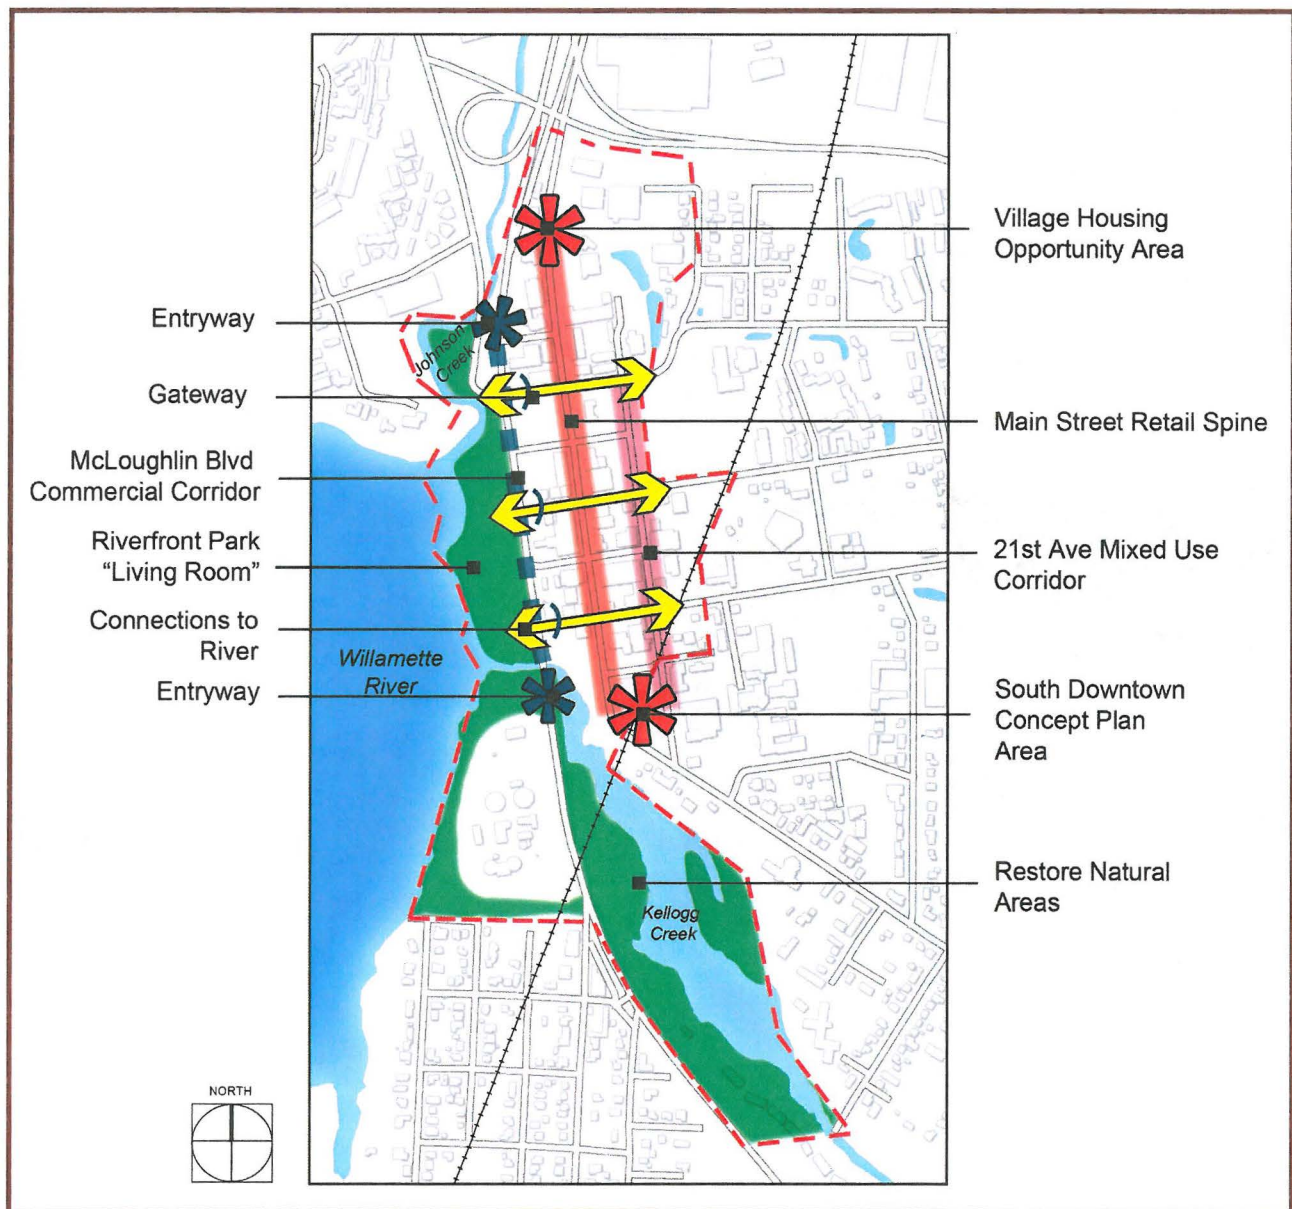 Village Housing
Opportunity Area
Entryway
Johnson
Creek
Gateway
Main Street Retail Spine
McLoughlin Blvd
Commercial Corridor
Riverfront Park
“Living Room”
21st Ave Mixed Use
Corridor
Connections to
River
Willamette
River
Entryway
South Downtown
Concept Plan
Area
Restore Natural
Areas
Kellogg
Creek
NORTH